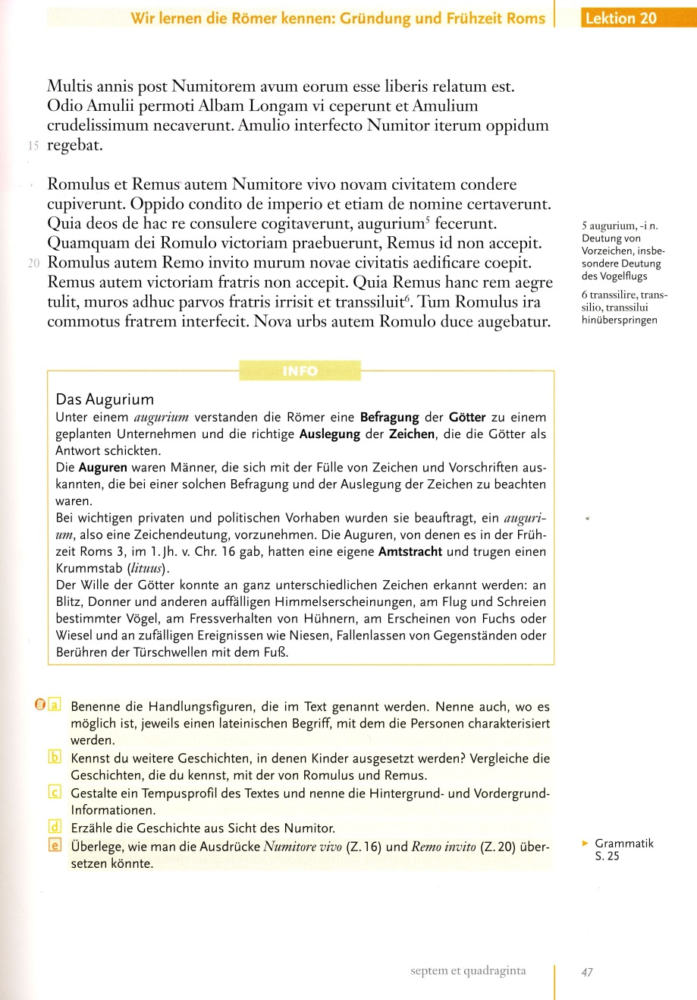 Wir lernen die Römer kennen: Gründung und Frühzeit Roms
Lektion 20
Multis annis post Numitorem avum eorum esse liberis relatum est.
Odio Amulii permoti Albam Longam vi ceperunt et Amulium
crudelissimum necaverunt. Amulio interfecto Numitor iterum oppidum
15 regebat.
Romulus et Remus autem Numitore vivo novam civitatem condere
cupiverunt. Oppido condito de imperio et etiam de nomine certaverunt.
Quia deos de hac re consulere cogitaverunt, augurium⁵ fecerunt.
Quamquam dei Romulo victoriam praebuerunt, Remus id non accepit.
20 Romulus autem Remo invito murum novae civitatis aedificare coepit.
Remus autem victoriam fratris non accepit. Quia Remus hanc rem aegre
tulit, muros adhuc parvos fratris irrisit et transsiluit⁶. Tum Romulus ira
commotus fratrem interfecit. Nova urbs autem Romulo duce augebatur.
5 augurium, -i n.
Deutung von
Vorzeichen, insbe-
sondere Deutung
des Vogelflugs
6 transsilire, trans-
silio, transsilui
hinüberspringen
INFO
Das Augurium
Unter einem augurium verstanden die Römer eine Befragung der Götter zu einem
geplanten Unternehmen und die richtige Auslegung der Zeichen, die die Götter als
Antwort schickten.
Die Auguren waren Männer, die sich mit der Fülle von Zeichen und Vorschriften aus-
kannten, die bei einer solchen Befragung und der Auslegung der Zeichen zu beachten
waren.
Bei wichtigen privaten und politischen Vorhaben wurden sie beauftragt, ein auguri-
um, also eine Zeichendeutung, vorzunehmen. Die Auguren, von denen es in der Früh-
zeit Roms 3, im 1. Jh. v. Chr. 16 gab, hatten eine eigene Amtstracht und trugen einen
Krummstab (lituus).
Der Wille der Götter konnte an ganz unterschiedlichen Zeichen erkannt werden: an
Blitz, Donner und anderen auffälligen Himmelserscheinungen, am Flug und Schreien
bestimmter Vögel, am Fressverhalten von Hühnern, am Erscheinen von Fuchs oder
Wiesel und an zufälligen Ereignissen wie Niesen, Fallenlassen von Gegenständen oder
Berühren der Türschwellen mit dem Fuß.
a Benenne die Handlungsfiguren, die im Text genannt werden. Nenne auch, wo es
möglich ist, jeweils einen lateinischen Begriff, mit dem die Personen charakterisiert
werden.
b Kennst du weitere Geschichten, in denen Kinder ausgesetzt werden? Vergleiche die
Geschichten, die du kennst, mit der von Romulus und Remus.
c Gestalte ein Tempusprofil des Textes und nenne die Hintergrund- und Vordergrund-
Informationen.
d Erzähle die Geschichte aus Sicht des Numitor.
e Überlege, wie man die Ausdrücke Numitore vivo (Z. 16) und Remo invito (Z. 20) über-
setzen könnte.
► Grammatik
S. 25
septem et quadraginta
47